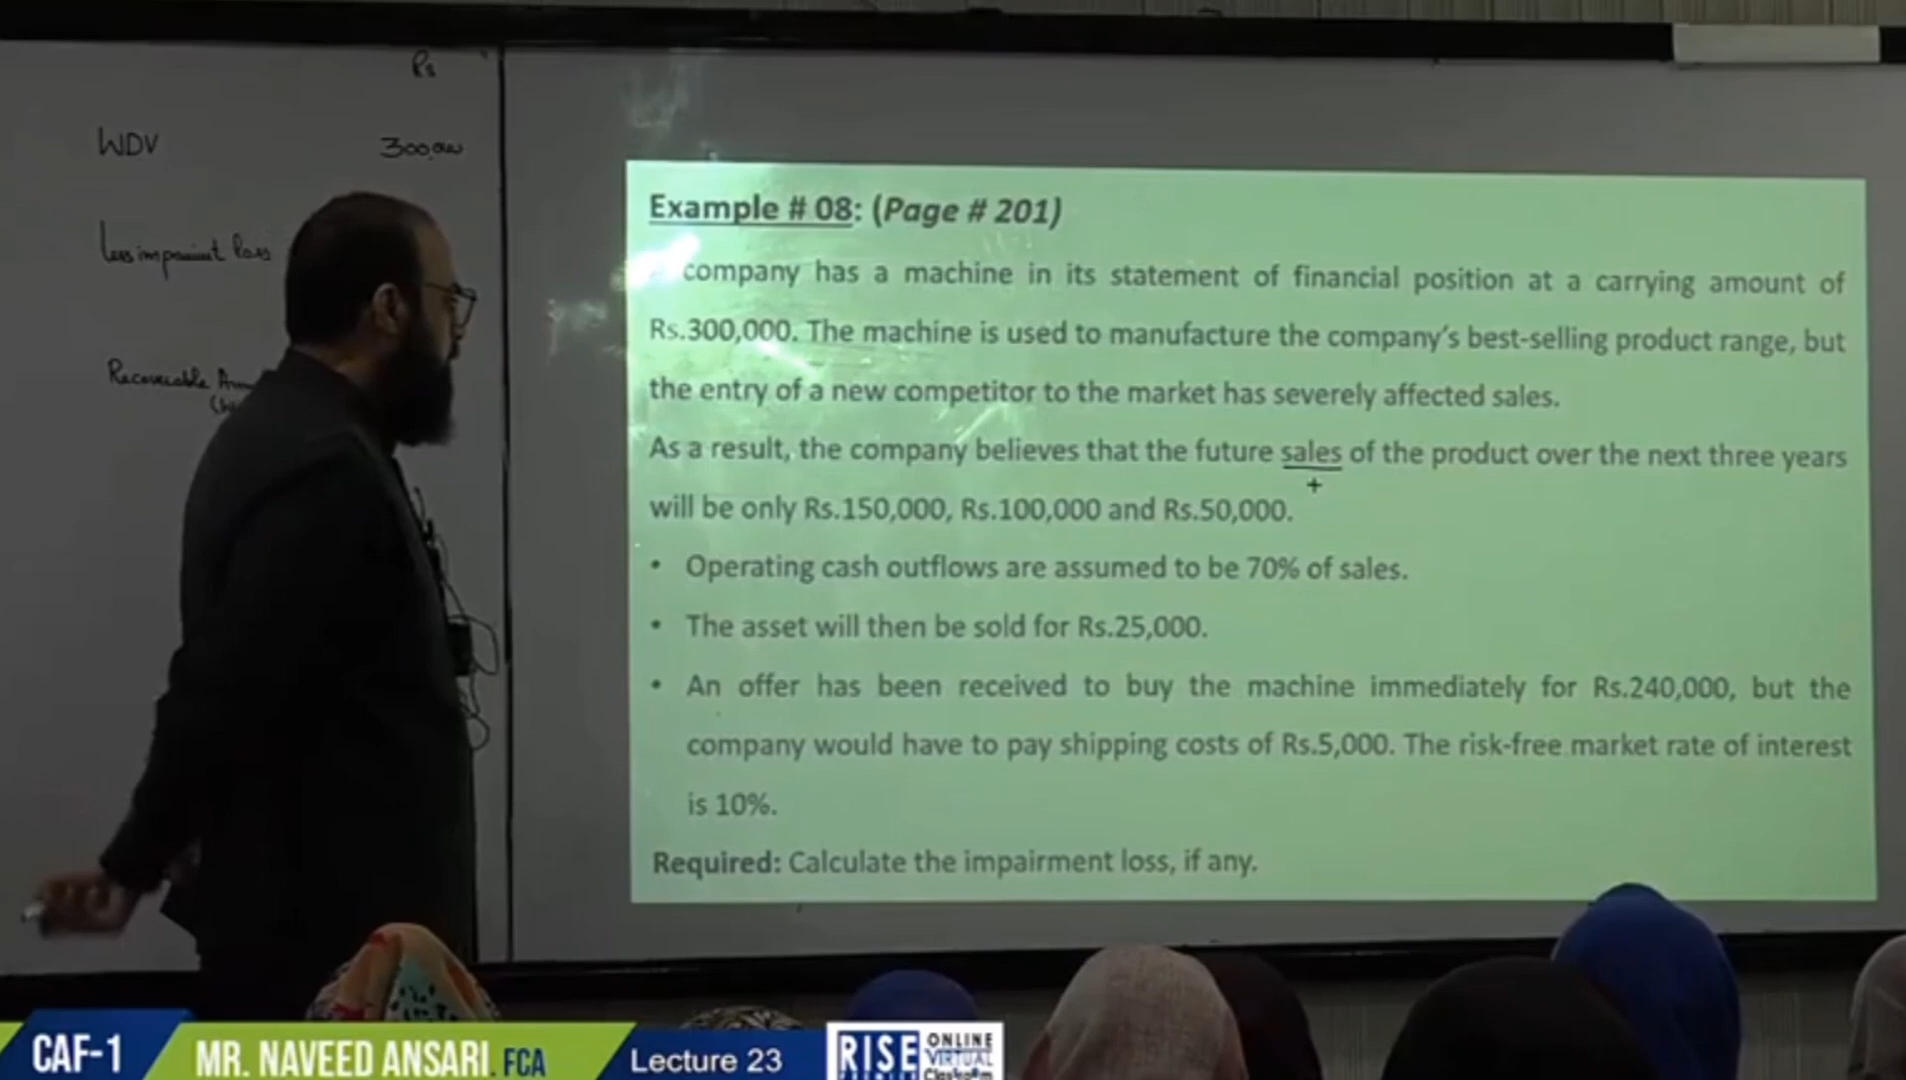 Rs
WDV 300,000
Less impairment loss
Recoverable Am
Example # 08: (Page # 201)
company has a machine in its statement of financial position at a carrying amount of
Rs.300,000. The machine is used to manufacture the company's best-selling product range, but
the entry of a new competitor to the market has severely affected sales.
As a result, the company believes that the future sales of the product over the next three years
+
will be only Rs.150,000, Rs.100,000 and Rs.50,000.
• Operating cash outflows are assumed to be 70% of sales.
• The asset will then be sold for Rs.25,000.
• An offer has been received to buy the machine immediately for Rs.240,000, but the
company would have to pay shipping costs of Rs.5,000. The risk-free market rate of interest
is 10%.
Required: Calculate the impairment loss, if any.
CAF-1
MR. NAVEED ANSARI. FCA
Lecture 23
RISE
PREMIER
ONLINE
VIRTUAL
Classroom